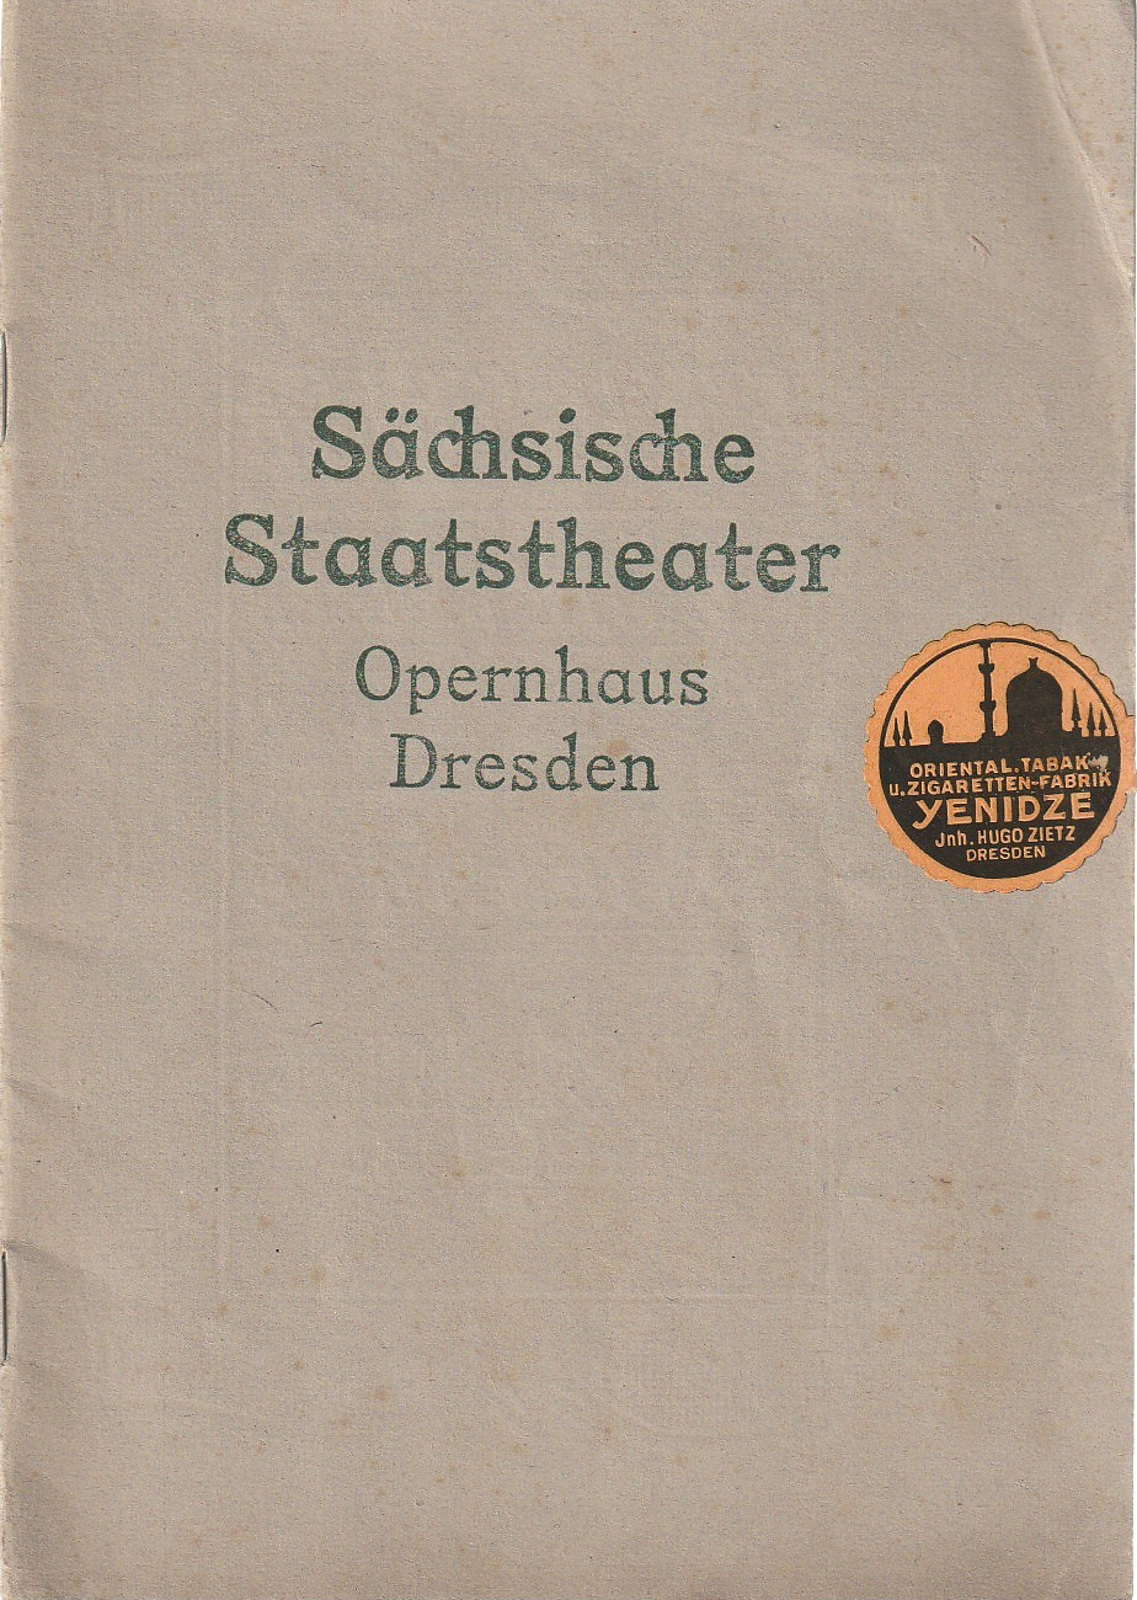 Sächsische
Staatstheater
Opernhaus
Dresden
ORIENTAL.TABAK-
u.ZIGARETTEN-FABRIK
YENIDZE
Jnh.HUGO ZIETZ
DRESDEN